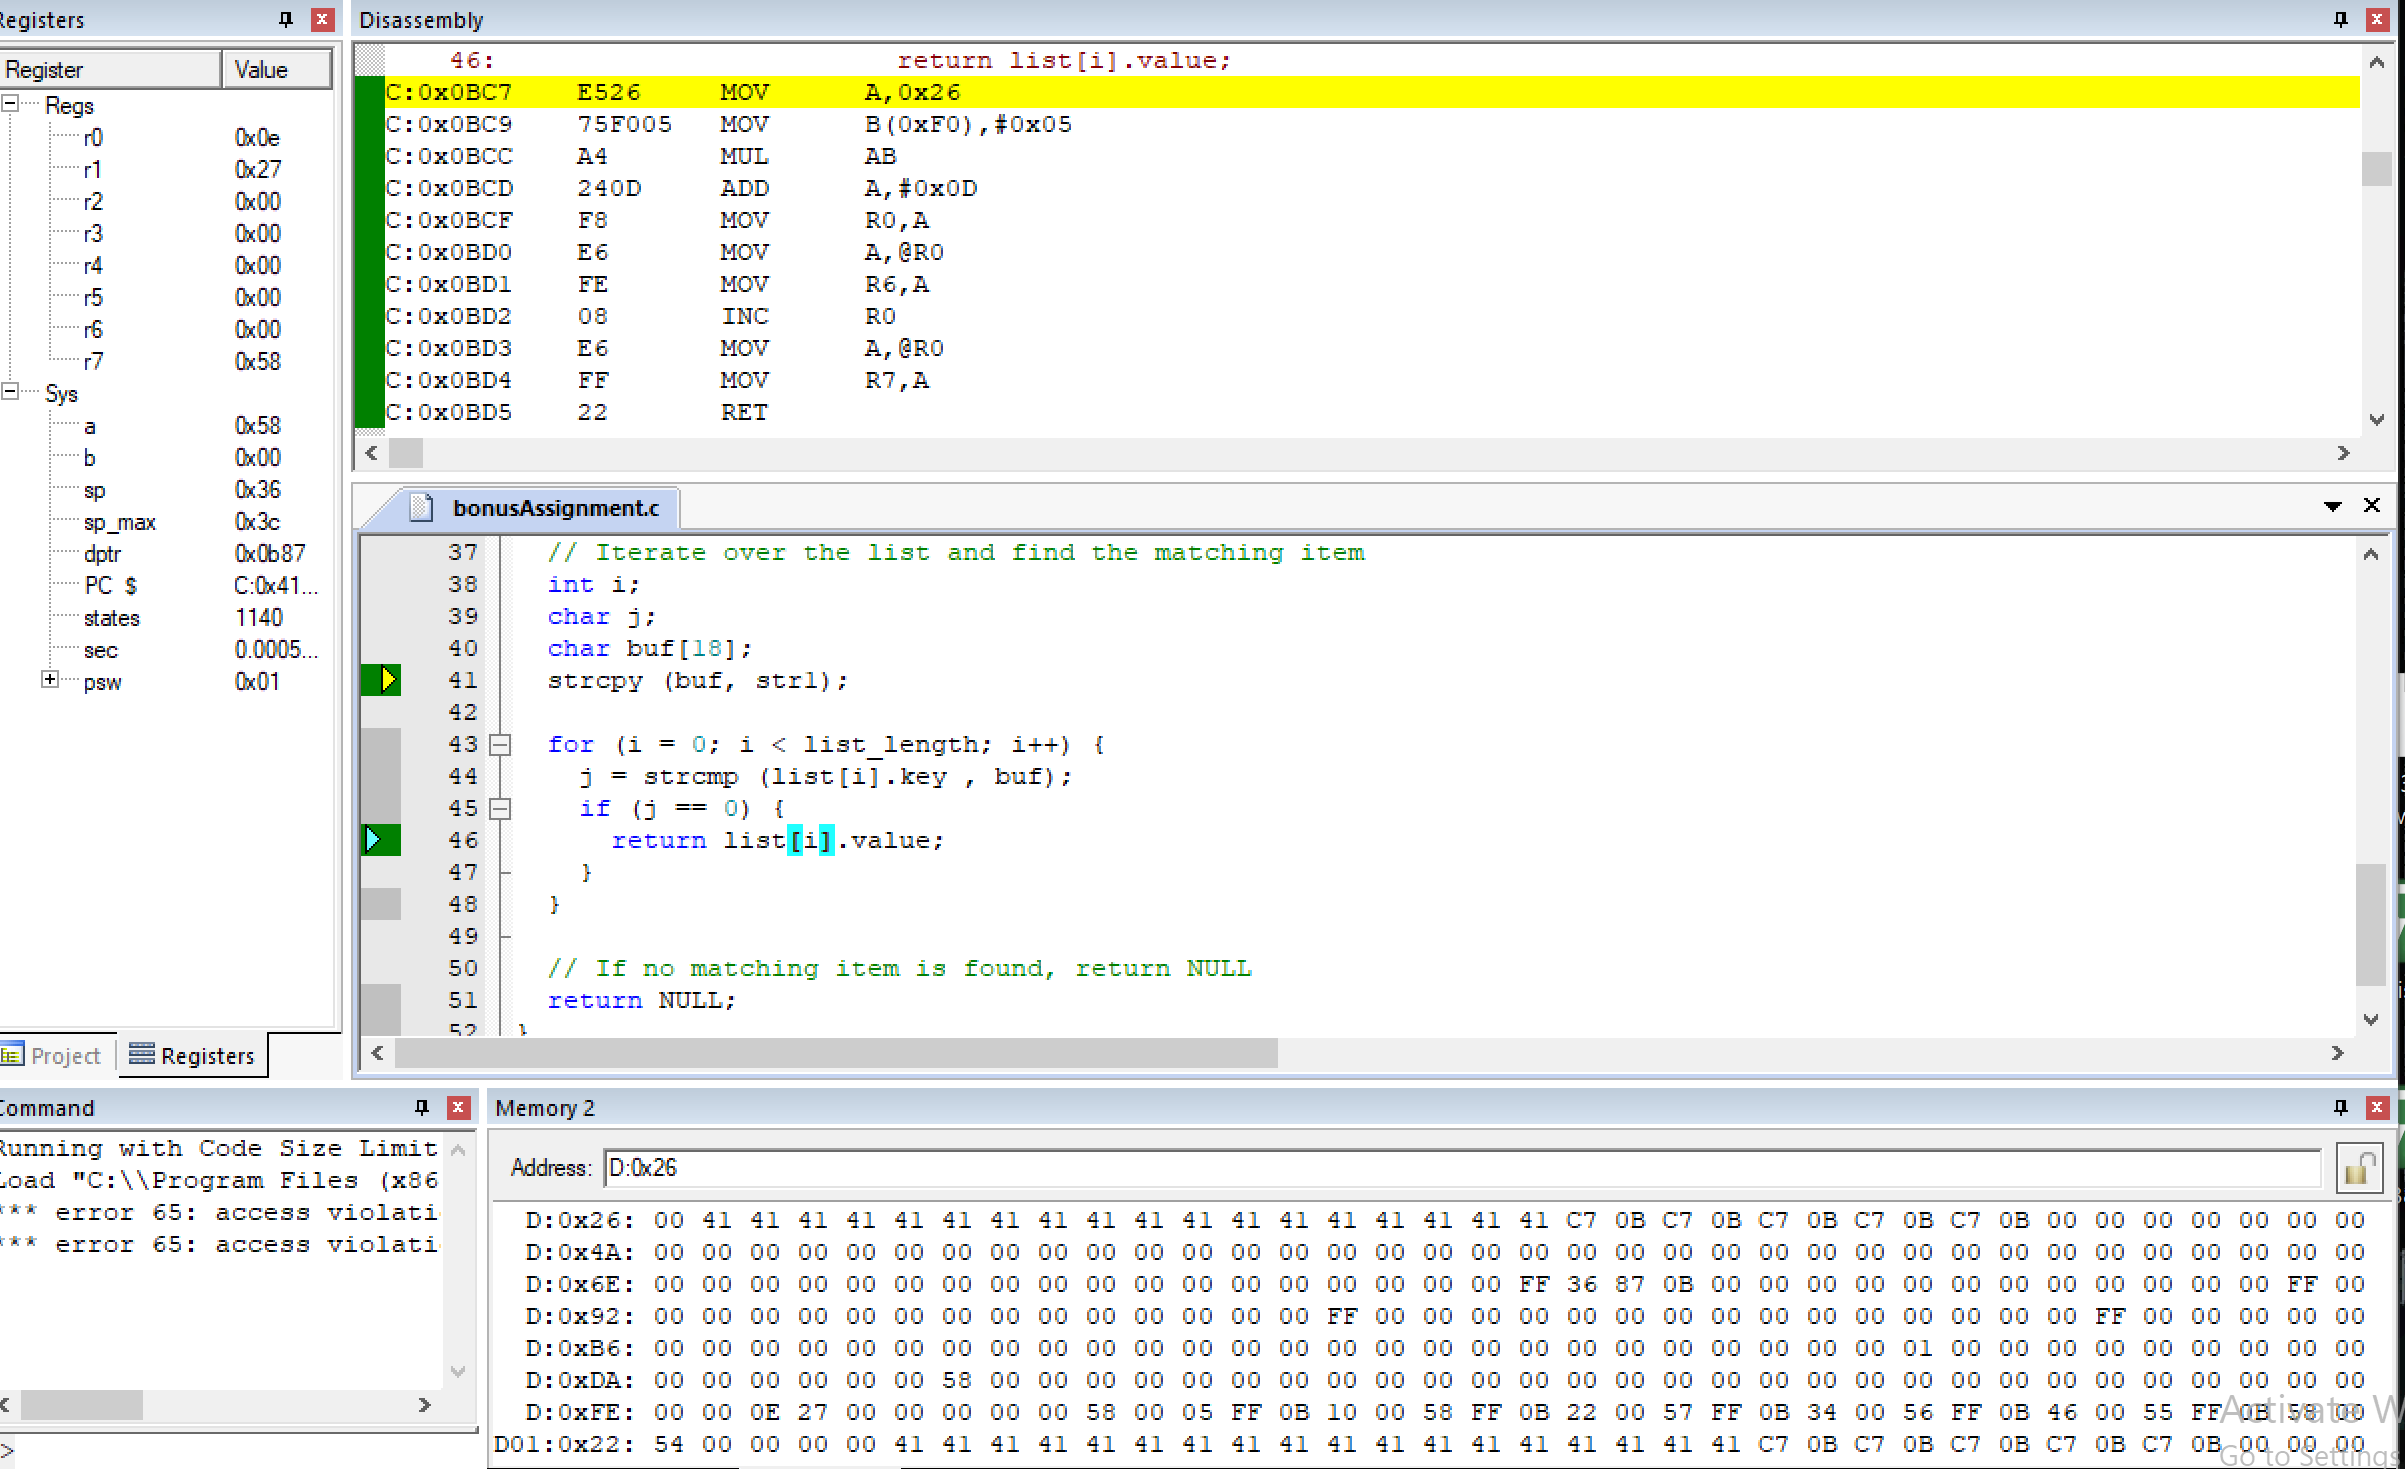 Registers
Register Value
Regs
r0 0x0e
r1 0x27
r2 0x00
r3 0x00
r4 0x00
r5 0x00
r6 0x00
r7 0x58
Sys
a 0x58
b 0x00
sp 0x36
sp_max 0x3c
dptr 0x0b87
PC $ C:0x41...
states 1140
sec 0.0005...
psw 0x01
Project Registers
Disassembly
46: return list[i].value;
C:0x0BC7 E526 MOV A,0x26
C:0x0BC9 75F005 MOV B(0xF0),#0x05
C:0x0BCC A4 MUL AB
C:0x0BCD 240D ADD A,#0x0D
C:0x0BCF F8 MOV R0,A
C:0x0BD0 E6 MOV A,@R0
C:0x0BD1 FE MOV R6,A
C:0x0BD2 08 INC R0
C:0x0BD3 E6 MOV A,@R0
C:0x0BD4 FF MOV R7,A
C:0x0BD5 22 RET
bonusAssignment.c
37 // Iterate over the list and find the matching item
38 int i;
39 char j;
40 char buf[18];
41 strcpy (buf, str1);
42
43 for (i = 0; i < list_length; i++) {
44 j = strcmp (list[i].key , buf);
45 if (j == 0) {
46 return list[i].value;
47 }
48 }
49
50 // If no matching item is found, return NULL
51 return NULL;
52 }
Command
Running with Code Size Limit
Load "C:\\Program Files (x86
*** error 65: access violati
*** error 65: access violati
>
Memory 2
Address: D:0x26
D:0x26: 00 41 41 41 41 41 41 41 41 41 41 41 41 41 41 41 41 41 41 C7 0B C7 0B C7 0B C7 0B C7 0B 00 00 00 00 00 00 00
D:0x4A: 00 00 00 00 00 00 00 00 00 00 00 00 00 00 00 00 00 00 00 00 00 00 00 00 00 00 00 00 00 00 00 00 00 00 00 00
D:0x6E: 00 00 00 00 00 00 00 00 00 00 00 00 00 00 00 00 00 00 FF 36 87 0B 00 00 00 00 00 00 00 00 00 00 00 00 FF 00
D:0x92: 00 00 00 00 00 00 00 00 00 00 00 00 00 00 FF 00 00 00 00 00 00 00 00 00 00 00 00 00 00 00 FF 00 00 00 00 00
D:0xB6: 00 00 00 00 00 00 00 00 00 00 00 00 00 00 00 00 00 00 00 00 00 00 00 00 00 00 01 00 00 00 00 00 00 00 00 00
D:0xDA: 00 00 00 00 00 00 58 00 00 00 00 00 00 00 00 00 00 00 00 00 00 00 00 00 00 00 00 00 00 00 00 00 00 00 00 00
D:0xFE: 00 00 0E 27 00 00 00 00 00 58 00 05 FF 0B 10 00 58 FF 0B 22 00 57 FF 0B 34 00 56 FF 0B 46 00 55 FF 0B 58 00
D01:0x22: 54 00 00 00 00 41 41 41 41 41 41 41 41 41 41 41 41 41 41 41 41 41 41 C7 0B C7 0B C7 0B C7 0B C7 0B 00 00 00
Activate W
Go to Settings